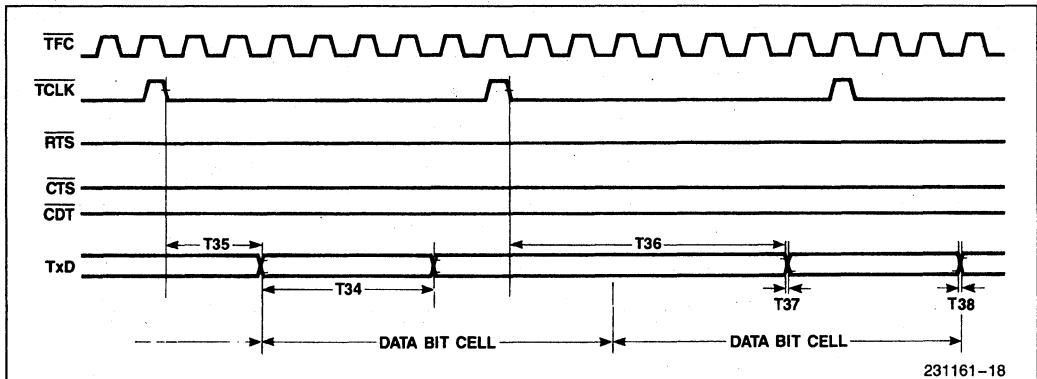 TFC
TCLK
RTS
CTS
CDT
T35
T36
TxD
T34
T37
T38
DATA BIT CELL
DATA BIT CELL
231161–18